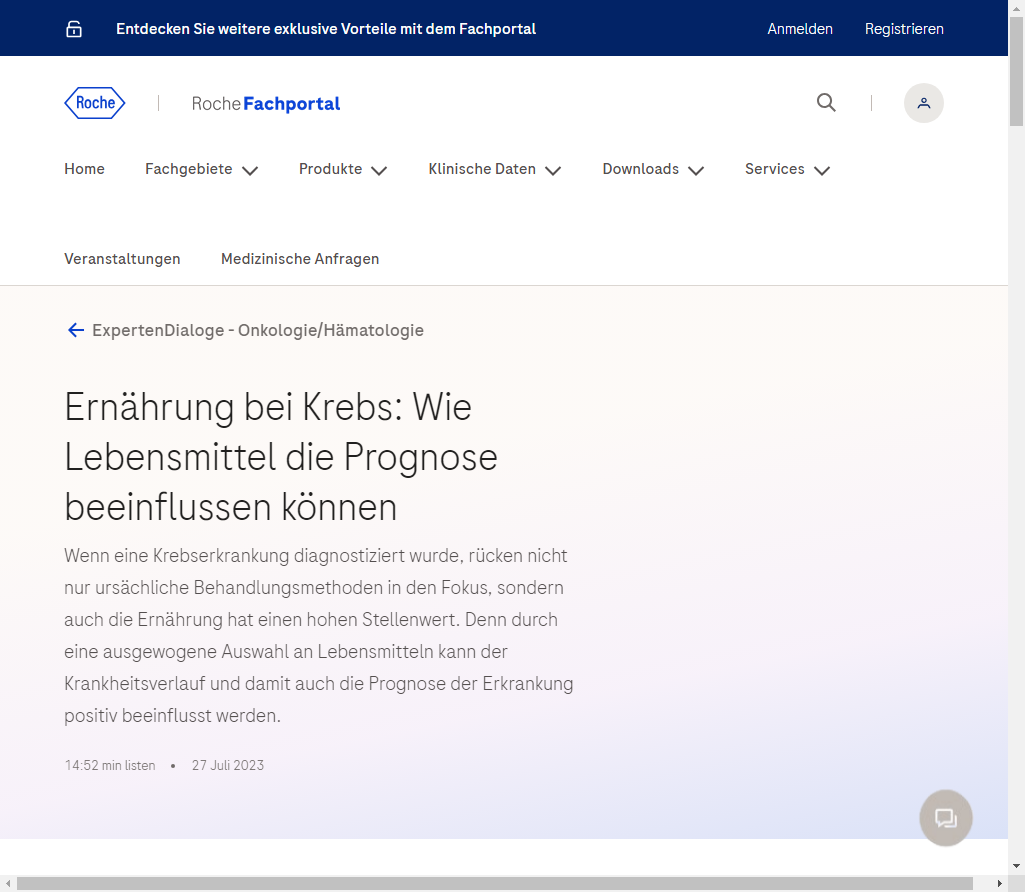 Entdecken Sie weitere exklusive Vorteile mit dem Fachportal
Anmelden
Registrieren
Roche
Roche Fachportal
Home
Fachgebiete
Produkte
Klinische Daten
Downloads
Services
Veranstaltungen
Medizinische Anfragen
ExpertenDialoge - Onkologie/Hämatologie
Ernährung bei Krebs: Wie
Lebensmittel die Prognose
beeinflussen können
Wenn eine Krebserkrankung diagnostiziert wurde, rücken nicht
nur ursächliche Behandlungsmethoden in den Fokus, sondern
auch die Ernährung hat einen hohen Stellenwert. Denn durch
eine ausgewogene Auswahl an Lebensmitteln kann der
Krankheitsverlauf und damit auch die Prognose der Erkrankung
positiv beeinflusst werden.
14:52 min listen • 27 Juli 2023